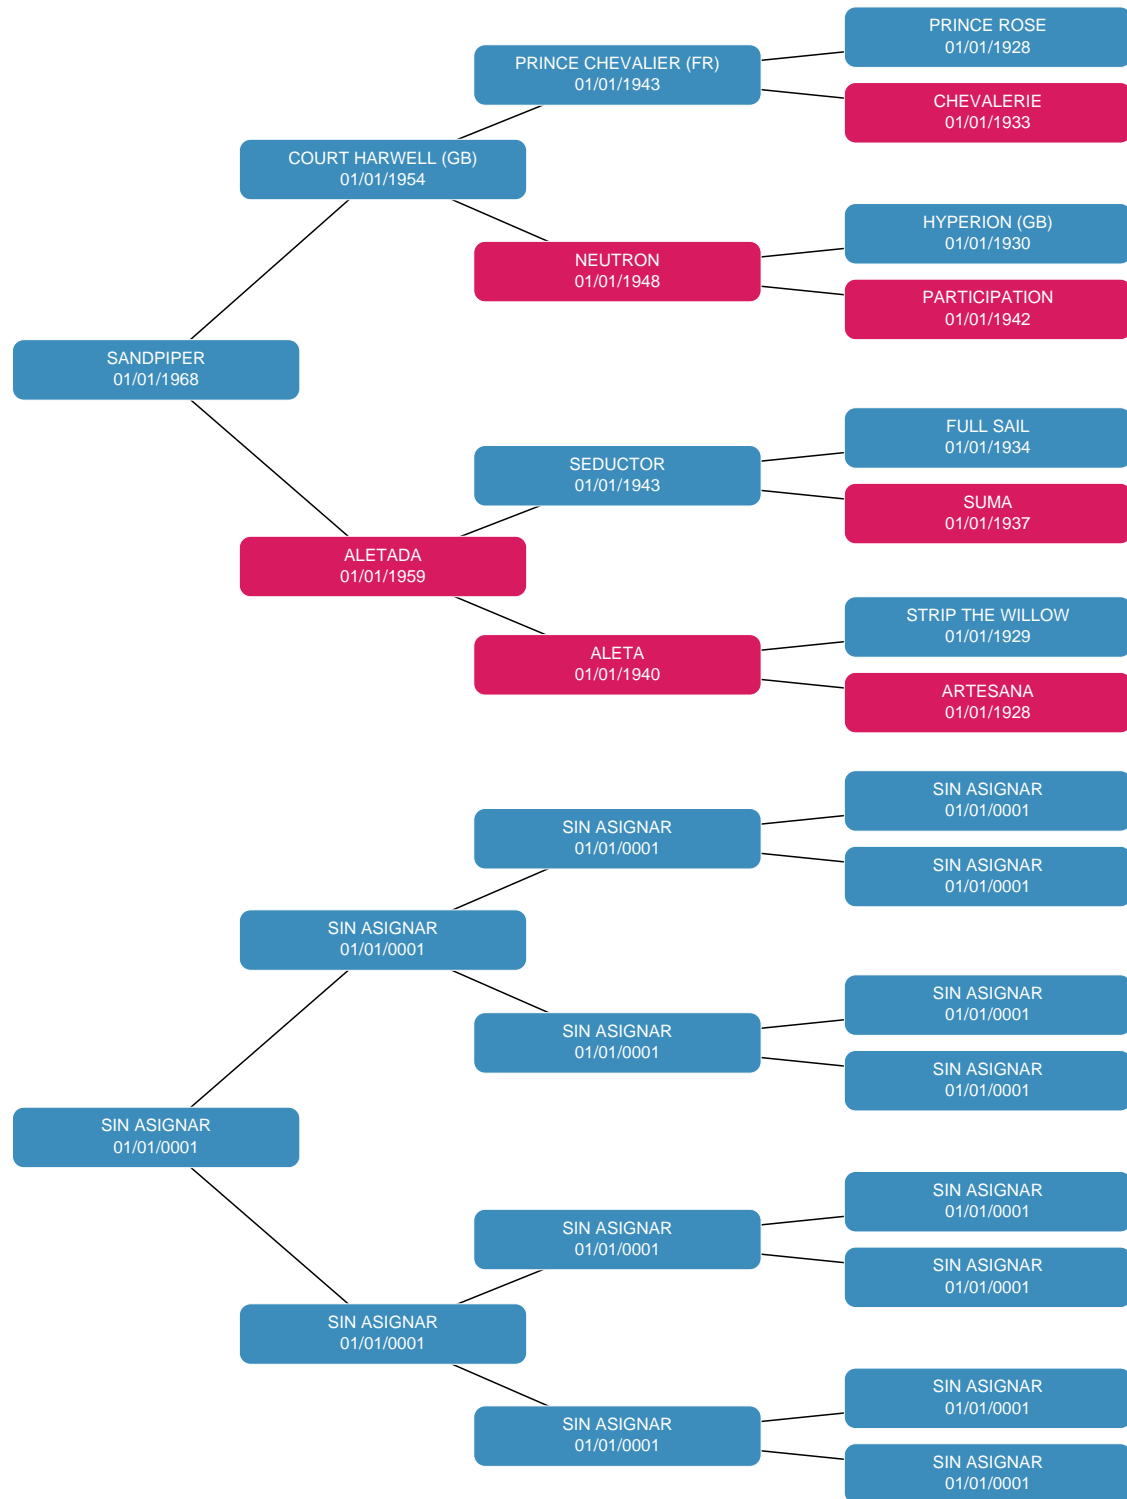 PRINCE ROSE
01/01/1928
PRINCE CHEVALIER (FR)
01/01/1943
CHEVALERIE
01/01/1933
COURT HARWELL (GB)
01/01/1954
HYPERION (GB)
01/01/1930
NEUTRON
01/01/1948
PARTICIPATION
01/01/1942
SANDPIPER
01/01/1968
FULL SAIL
01/01/1934
SEDUCTOR
01/01/1943
SUMA
01/01/1937
ALETADA
01/01/1959
STRIP THE WILLOW
01/01/1929
ALETA
01/01/1940
ARTESANA
01/01/1928
SIN ASIGNAR
01/01/0001
SIN ASIGNAR
01/01/0001
SIN ASIGNAR
01/01/0001
SIN ASIGNAR
01/01/0001
SIN ASIGNAR
01/01/0001
SIN ASIGNAR
01/01/0001
SIN ASIGNAR
01/01/0001
SIN ASIGNAR
01/01/0001
SIN ASIGNAR
01/01/0001
SIN ASIGNAR
01/01/0001
SIN ASIGNAR
01/01/0001
SIN ASIGNAR
01/01/0001
SIN ASIGNAR
01/01/0001
SIN ASIGNAR
01/01/0001
SIN ASIGNAR
01/01/0001